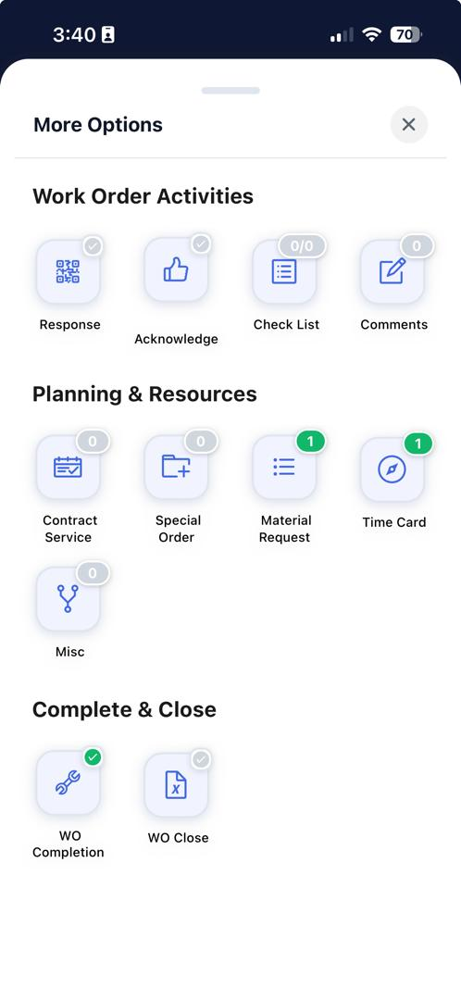 3:40
70
More Options
Work Order Activities
0/0
0
Response
Acknowledge
Check List
Comments
Planning & Resources
0
0
1
1
Contract
Service
Special
Order
Material
Request
Time Card
0
Misc
Complete & Close
WO
Completion
WO Close